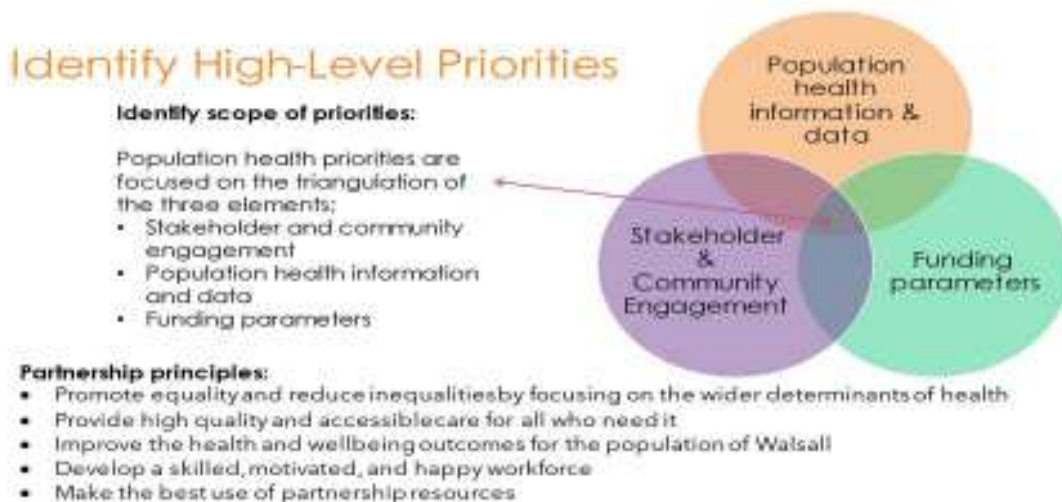 Identify High-Level Priorities
Identify scope of priorities:
Population health priorities are
focused on the triangulation of
the three elements;
• Stakeholder and community
engagement
• Population health information
and data
• Funding parameters
Population
health
information &
data
Stakeholder
&
Community
Engagement
Funding
parameters
Partnership principles:
• Promote equality and reduce inequalities by focusing on the wider determinants of health
• Provide high quality and accessible care for all who need it
• Improve the health and wellbeing outcomes for the population of Walsall
• Develop a skilled, motivated, and happy workforce
• Make the best use of partnership resources